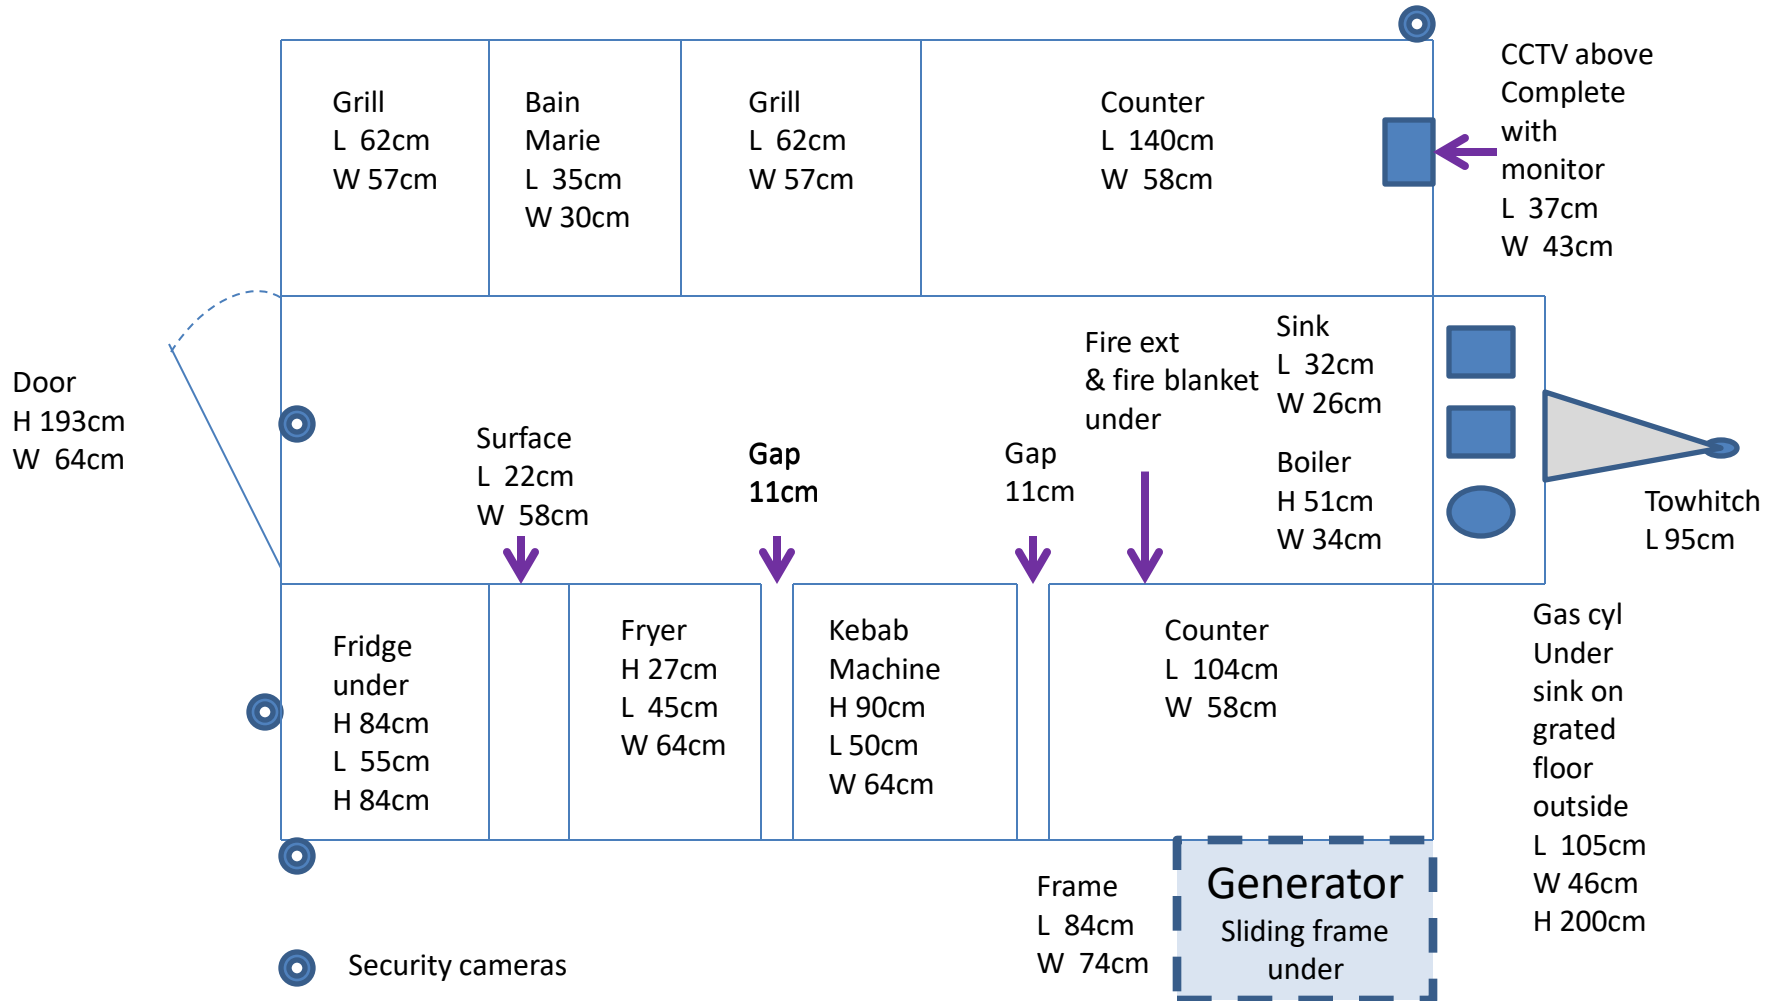 Grill
L  62cm
W 57cm
Bain
Marie
L  35cm
W 30cm
Grill
L  62cm
W 57cm
Counter
L  140cm
W  58cm
CCTV above
Complete
with
monitor
L  37cm
W  43cm
Door
H 193cm
W  64cm
Surface
L  22cm
W  58cm
Gap
11cm
Gap
11cm
Fire ext
& fire blanket
under
Sink
L  32cm
W 26cm
Boiler
H 51cm
W 34cm
Towhitch
L 95cm
Fridge
under
H 84cm
L  55cm
H 84cm
Fryer
H 27cm
L  45cm
W 64cm
Kebab
Machine
H 90cm
L 50cm
W 64cm
Counter
L  104cm
W  58cm
Gas cyl
Under
sink on
grated
floor
outside
L  105cm
W 46cm
H 200cm
Frame
L  84cm
W  74cm
Generator
Sliding frame
under
Security cameras